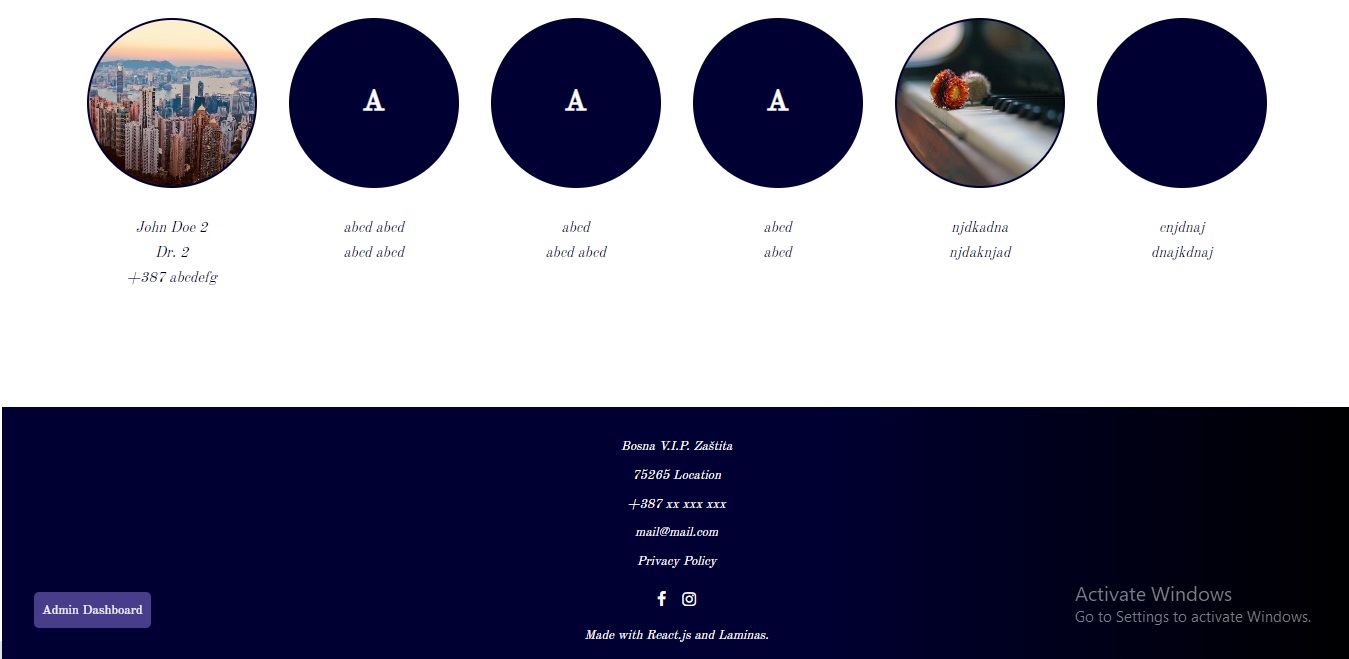 A
A
A
John Doe 2
Dr. 2
+387 abcdefg
abcd abcd
abcd abcd
abcd
abcd abcd
abcd
abcd
njdkadna
njdaknjad
enjdnaj
dnajkdnaj
Bosna V.I.P. Zaštita
75265 Location
+387 xx xxx xxx
mail@mail.com
Privacy Policy
Admin Dashboard
Made with React.js and Laminas.
Activate Windows
Go to Settings to activate Windows.